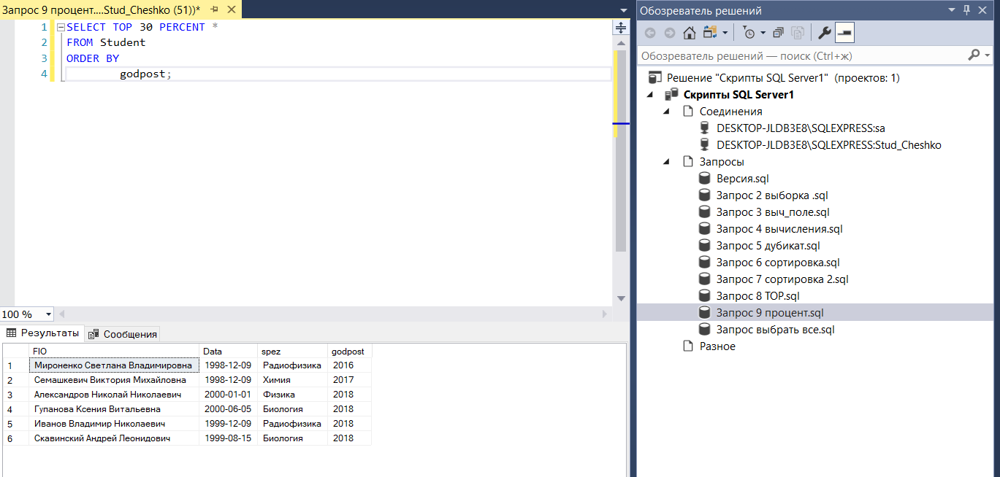 Запрос 9 процент....Stud_Cheshko (51))*
1 SELECT TOP 30 PERCENT *
2 FROM Student
3 ORDER BY
4 godpost;
100 %
Результаты Сообщения
FIO Data spez godpost
1 Мироненко Светлана Владимировна 1998-12-09 Радиофизика 2016
2 Семашкевич Виктория Михайловна 1998-12-09 Химия 2017
3 Александров Николай Николаевич 2000-01-01 Физика 2018
4 Гупанова Ксения Витальевна 2000-06-05 Биология 2018
5 Иванов Владимир Николаевич 1999-12-09 Радиофизика 2018
6 Скавинский Андрей Леонидович 1999-08-15 Биология 2018
Обозреватель решений
Обозреватель решений — поиск (Ctrl+ж)
Решение "Скрипты SQL Server1" (проектов: 1)
Скрипты SQL Server1
Соединения
DESKTOP-JLDB3E8\SQLEXPRESS:sa
DESKTOP-JLDB3E8\SQLEXPRESS:Stud_Cheshko
Запросы
Версия.sql
Запрос 2 выборка .sql
Запрос 3 выч_поле.sql
Запрос 4 вычисления.sql
Запрос 5 дубикат.sql
Запрос 6 сортировка.sql
Запрос 7 сортировка 2.sql
Запрос 8 TOP.sql
Запрос 9 процент.sql
Запрос выбрать все.sql
Разное